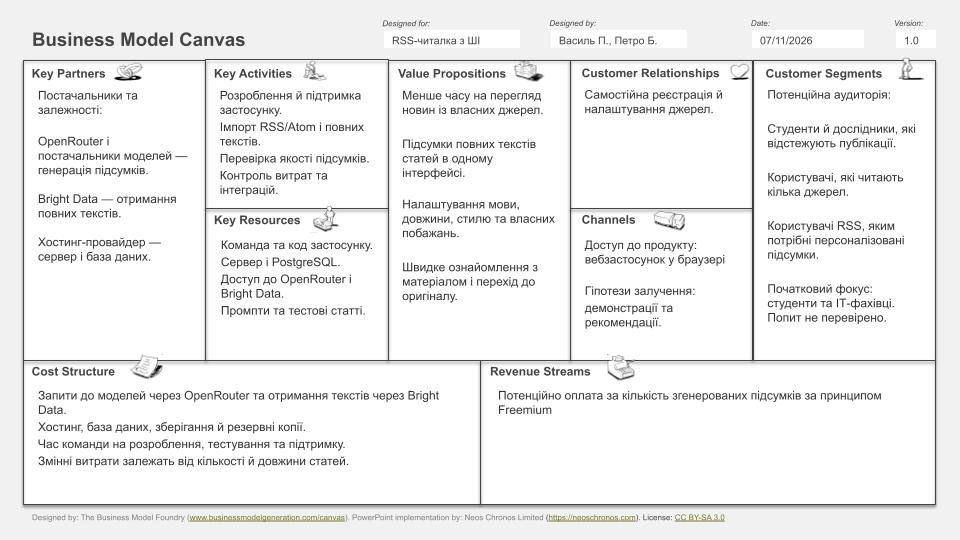 Designed for:
Designed by:
Date:
Version:
Business Model Canvas
RSS-читалка з ШІ
Василь П., Петро Б.
07/11/2026
1.0
Key Partners
Постачальники та
залежності:
OpenRouter і
постачальники моделей —
генерація підсумків.
Bright Data — отримання
повних текстів.
Хостинг-провайдер —
сервер і база даних.
Key Activities
Розроблення й підтримка
застосунку.
Імпорт RSS/Atom і повних
текстів.
Перевірка якості підсумків.
Контроль витрат та
інтеграцій.
Key Resources
Команда та код застосунку.
Сервер і PostgreSQL.
Доступ до OpenRouter і
Bright Data.
Промпти та тестові статті.
Value Propositions
Менше часу на перегляд
новин із власних джерел.
Підсумки повних текстів
статей в одному
інтерфейсі.
Налаштування мови,
довжини, стилю та власних
побажань.
Швидке ознайомлення з
матеріалом і перехід до
оригіналу.
Customer Relationships
Самостійна реєстрація й
налаштування джерел.
Channels
Доступ до продукту:
вебзастосунок у браузері
Гіпотези залучення:
демонстрації та
рекомендації.
Customer Segments
Потенційна аудиторія:
Студенти й дослідники, які
відстежують публікації.
Користувачі, які читають
кілька джерел.
Користувачі RSS, яким
потрібні персоналізовані
підсумки.
Початковий фокус:
студенти та ІТ-фахівці.
Попит не перевірено.
Cost Structure
Запити до моделей через OpenRouter та отримання текстів через Bright
Data.
Хостинг, база даних, зберігання й резервні копії.
Час команди на розроблення, тестування та підтримку.
Змінні витрати залежать від кількості й довжини статей.
Revenue Streams
Потенційно оплата за кількість згенерованих підсумків за принципом
Freemium
Designed by: The Business Model Foundry (www.businessmodelgeneration.com/canvas). PowerPoint implementation by: Neos Chronos Limited (https://neoschronos.com). License: CC BY-SA 3.0